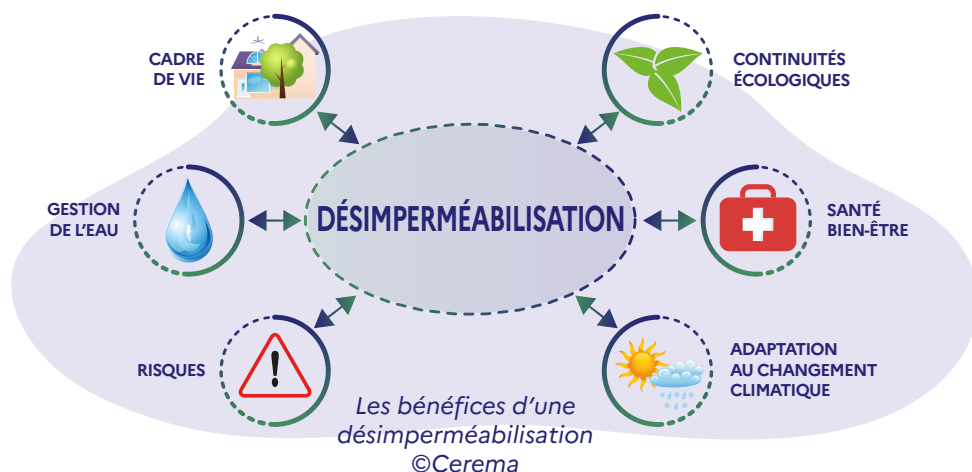 CADRE
DE VIE
CONTINUITÉS
ÉCOLOGIQUES
GESTION
DE L'EAU
DÉSIMPERMÉABILISATION
SANTÉ
BIEN-ÊTRE
RISQUES
ADAPTATION
AU CHANGEMENT
CLIMATIQUE
Les bénéfices d'une
désimperméabilisation
©Cerema